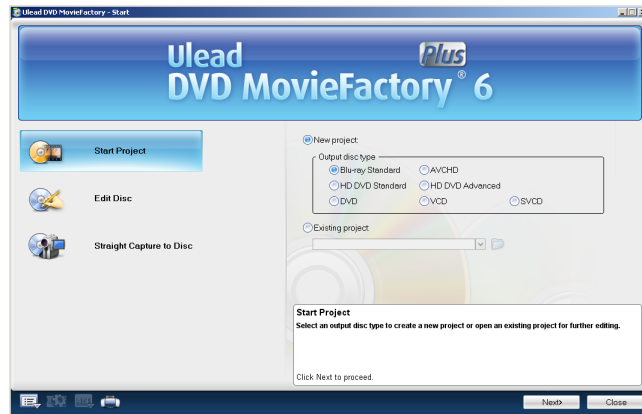 Ulead DVD MovieFactory - Start
Ulead Plus
DVD MovieFactory® 6
Start Project
Edit Disc
Straight Capture to Disc
New project:
Output disc type
Blu-ray Standard AVCHD
HD DVD Standard HD DVD Advanced
DVD VCD SVCD
Existing project:
Start Project
Select an output disc type to create a new project or open an existing project for further editing.
Click Next to proceed.
Next> Close